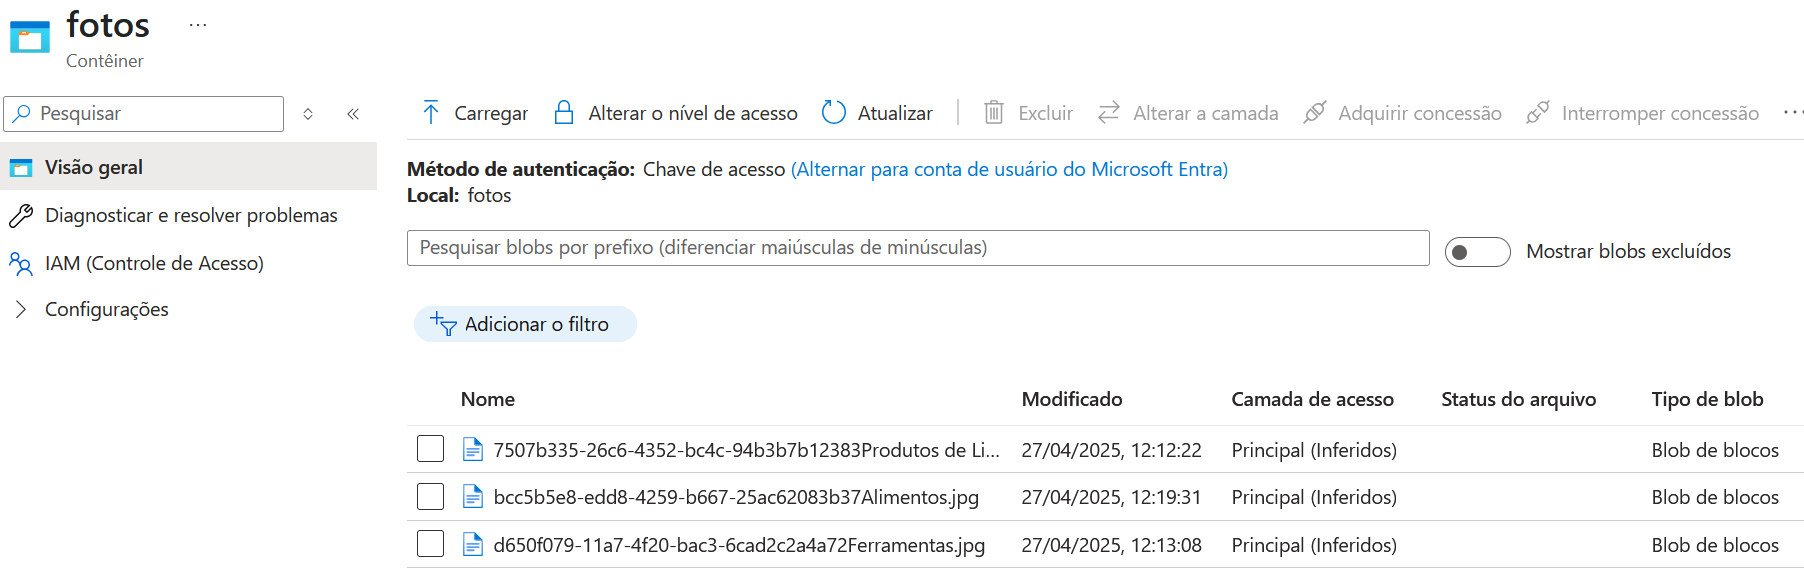 fotos ...
Contêiner
Pesquisar
Carregar Alterar o nível de acesso Atualizar Excluir Alterar a camada Adquirir concessão Interromper concessão ...
Visão geral
Diagnosticar e resolver problemas
IAM (Controle de Acesso)
Configurações
Método de autenticação: Chave de acesso (Alternar para conta de usuário do Microsoft Entra)
Local: fotos
Pesquisar blobs por prefixo (diferenciar maiúsculas de minúsculas)
Mostrar blobs excluídos
Adicionar o filtro
Nome Modificado Camada de acesso Status do arquivo Tipo de blob
7507b335-26c6-4352-bc4c-94b3b7b12383Produtos de Li... 27/04/2025, 12:12:22 Principal (Inferidos) Blob de blocos
bcc5b5e8-edd8-4259-b667-25ac62083b37Alimentos.jpg 27/04/2025, 12:19:31 Principal (Inferidos) Blob de blocos
d650f079-11a7-4f20-bac3-6cad2c2a4a72Ferramentas.jpg 27/04/2025, 12:13:08 Principal (Inferidos) Blob de blocos